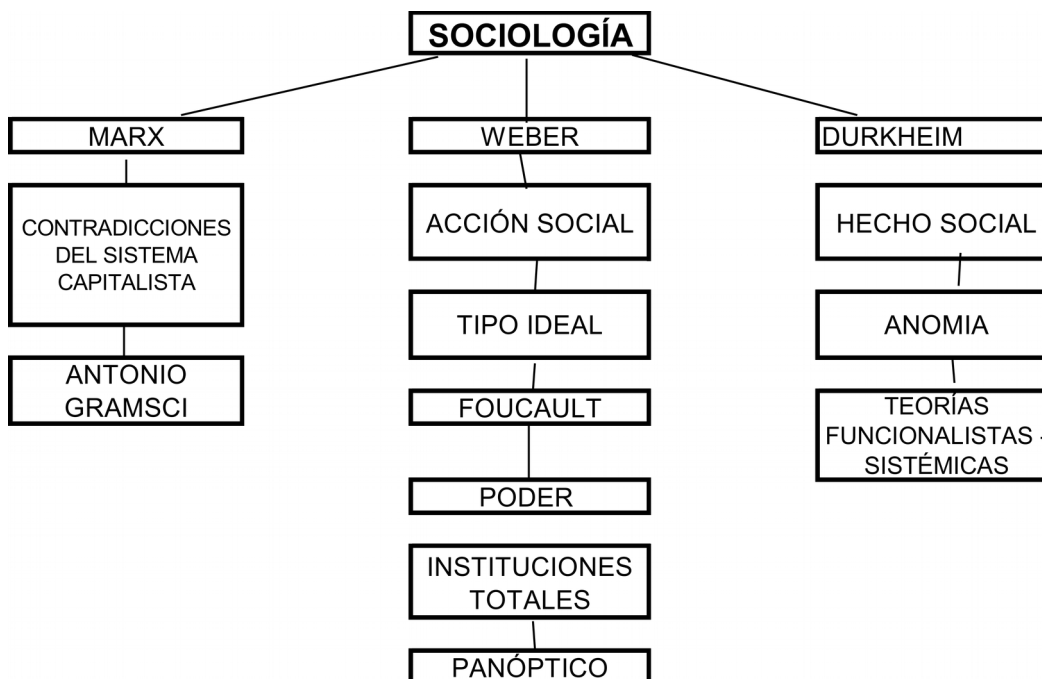 SOCIOLOGÍA
MARX
WEBER
DURKHEIM
CONTRADICCIONES
DEL SISTEMA
CAPITALISTA
ACCIÓN SOCIAL
HECHO SOCIAL
TIPO IDEAL
ANOMIA
ANTONIO
GRAMSCI
FOUCAULT
TEORÍAS
FUNCIONALISTAS -
SISTÉMICAS
PODER
INSTITUCIONES
TOTALES
PANÓPTICO